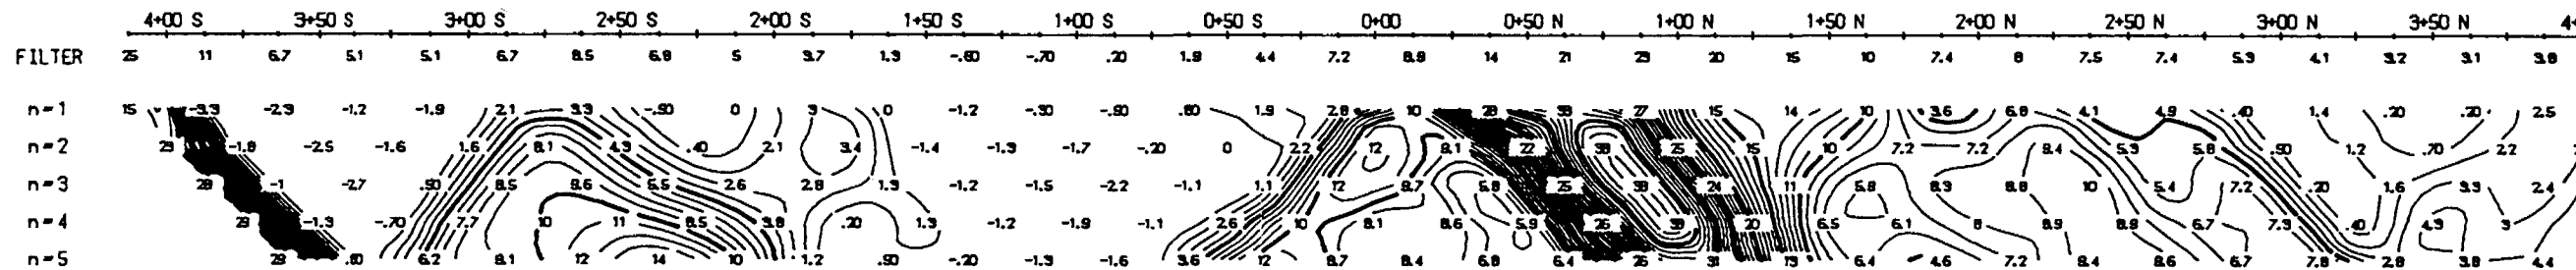 4+00 S 3+50 S 3+00 S 2+50 S 2+00 S 1+50 S 1+00 S 0+50 S 0+00 0+50 N 1+00 N 1+50 N 2+00 N 2+50 N 3+00 N 3+50 N
FILTER 25 11 6.7 5.1 5.1 6.7 8.5 6.8 5 3.7 1.3 -.60 -.70 .20 1.9 4.4 7.2 8.9 14 21 23 20 15 10 7.4 8 7.5 7.4 5.9 4.1 3.2 3.1 3.8
n=1 15 -3.3 -2.3 -1.2 -1.9 2.1 3.3 -.50 0 3 0 -1.2 -.30 -.90 .60 1.9 2.8 10 28 38 27 15 14 10 3.6 6.8 4.1 4.9 .40 1.4 .20 .20 2.5
n=2 23 -1.8 -2.5 -1.6 1.6 8.1 4.3 .40 2.1 3.4 -1.4 -1.3 -1.7 -.20 0 2.2 12 8.1 22 38 25 15 10 7.2 7.2 8.4 5.3 5.8 .50 1.2 .70 2.2
n=3 28 -1 -2.7 .50 8.5 8.6 5.5 2.6 2.8 1.3 -1.2 -1.5 -2.2 -1.1 1.1 12 8.7 5.8 25 38 24 11 5.8 8.3 8.8 10 5.4 7.2 .20 1.6 3.3 2.4
n=4 23 -1.3 -.70 7.7 10 11 8.5 3.8 .20 1.3 -1.2 -1.9 -1.1 2.6 10 8.1 8.6 5.9 26 39 20 6.5 6.1 8 8.9 8.8 6.7 7.3 .40 4.3 3
n=5 29 .80 6.2 8.1 12 14 10 1.2 .50 -.20 -1.3 -1.6 3.6 12 8.7 8.4 6.8 6.4 26 31 13 6.4 4.6 7.2 8.4 8.6 6.7 7.8 2.8 3.8 4.4